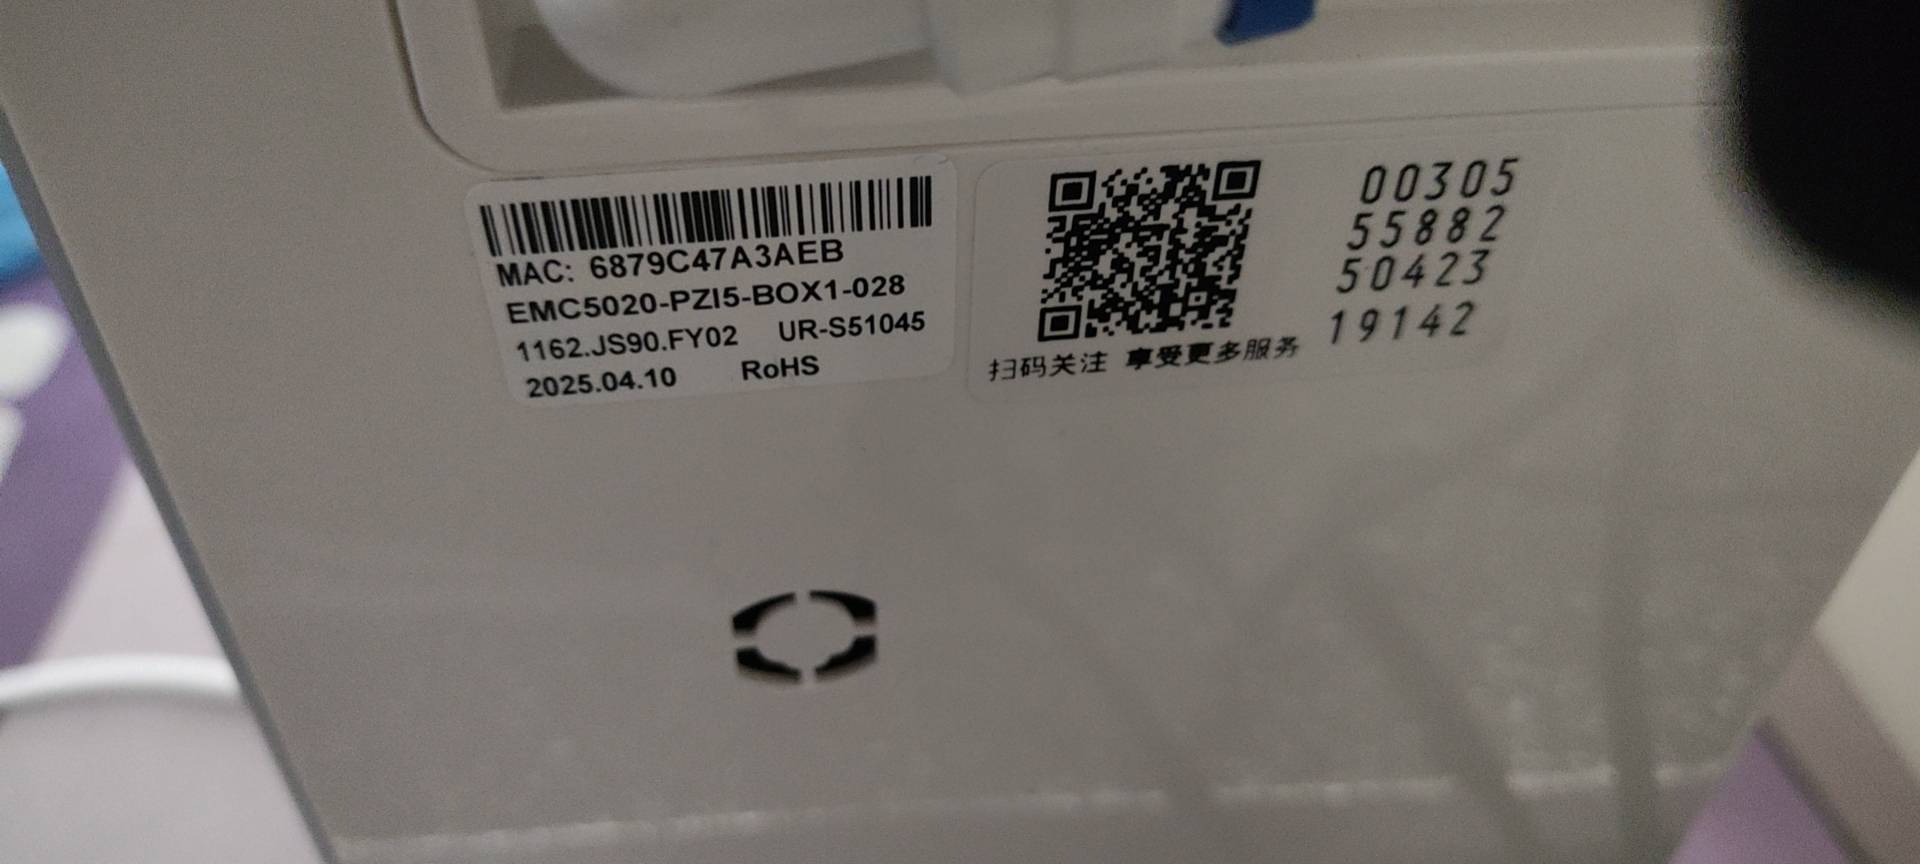 MAC: 6879C47A3AEB
EMC5020-PZI5-BOX1-028
1162.JS90.FY02 UR-S51045
2025.04.10 RoHS
扫码关注 享受更多服务
00305
55882
50423
19142